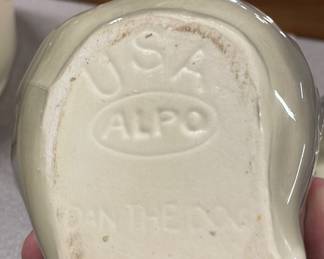 USA
ALPO
DAN THE DOG